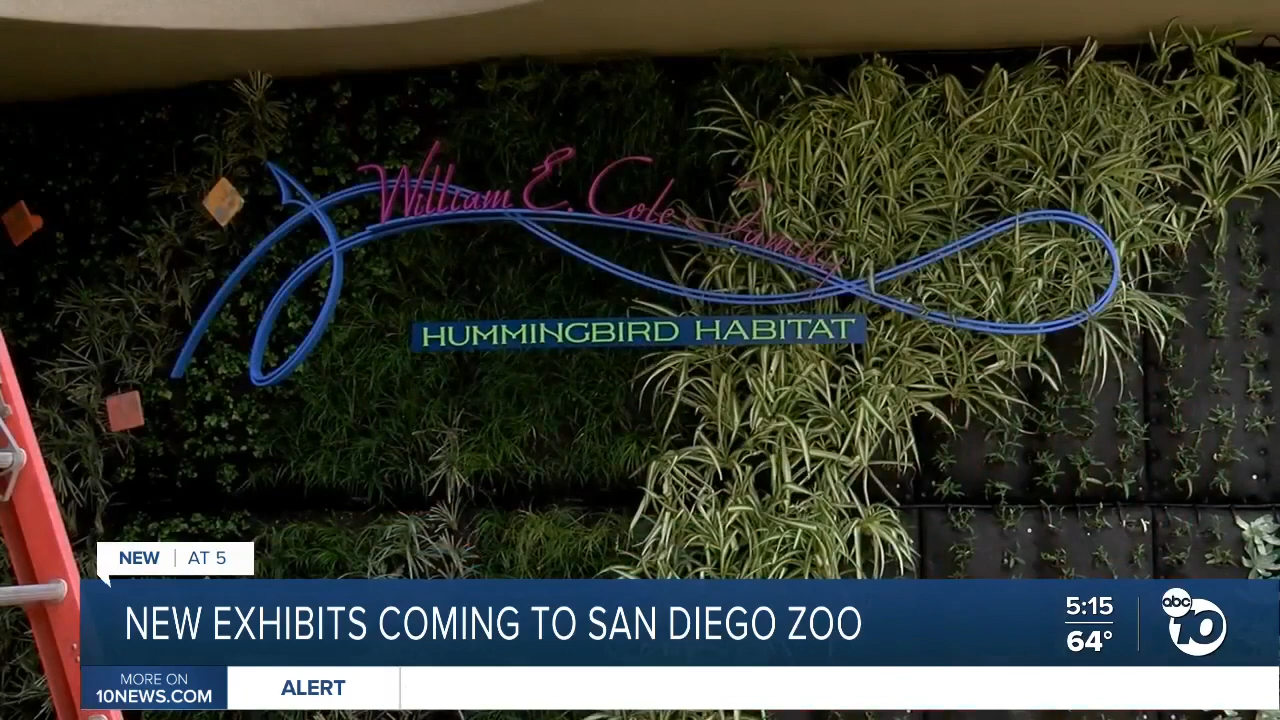 William E. Cole Family
HUMMINGBIRD HABITAT
NEW | AT 5
NEW EXHIBITS COMING TO SAN DIEGO ZOO
5:15
64°
abc
10
MORE ON
10NEWS.COM
ALERT